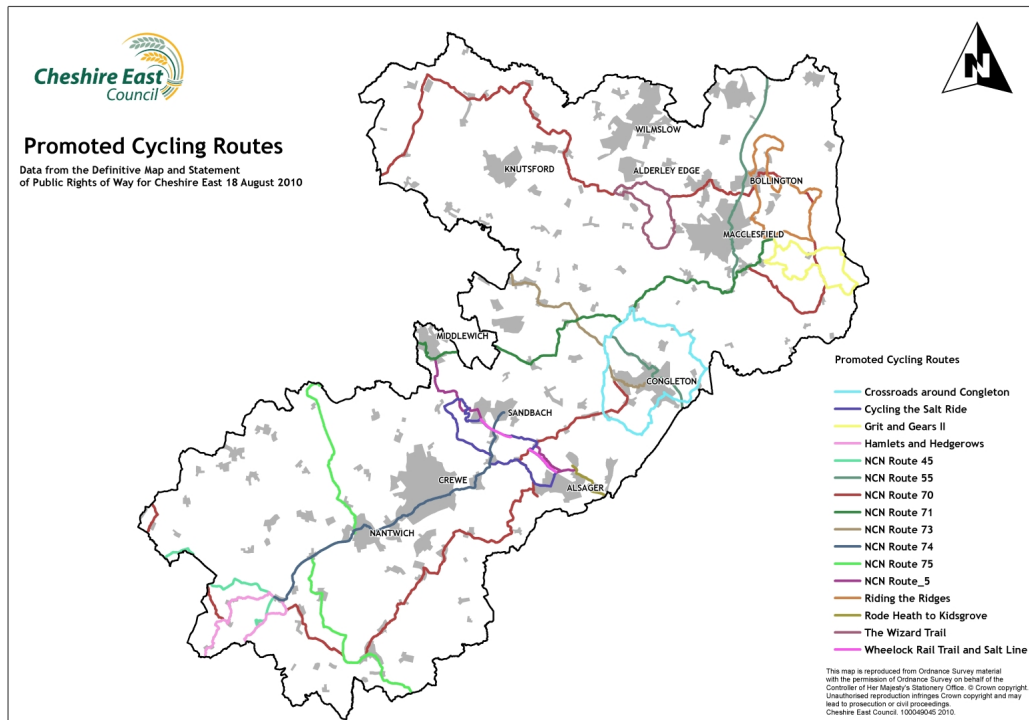 Cheshire East
Council
Promoted Cycling Routes
Data from the Definitive Map and Statement
of Public Rights of Way for Cheshire East 18 August 2010
N
WILMSLOW
KNUTSFORD
ALDERLEY EDGE
BOLLINGTON
MACCLESFIELD
MIDDLEWICH
CONGLETON
SANDBACH
CREWE
ALSAGER
NANTWICH
Promoted Cycling Routes
Crossroads around Congleton
Cycling the Salt Ride
Grit and Gears II
Hamlets and Hedgerows
NCN Route 45
NCN Route 55
NCN Route 70
NCN Route 71
NCN Route 73
NCN Route 74
NCN Route 75
NCN Route_5
Riding the Ridges
Rode Heath to Kidsgrove
The Wizard Trail
Wheelock Rail Trail and Salt Line
This map is reproduced from Ordnance Survey material
with the permission of Ordnance Survey on behalf of the
Controller of Her Majesty's Stationery Office. © Crown copyright.
Unauthorised reproduction infringes Crown copyright and may
lead to prosecution or civil proceedings.
Cheshire East Council. 100049045 2010.